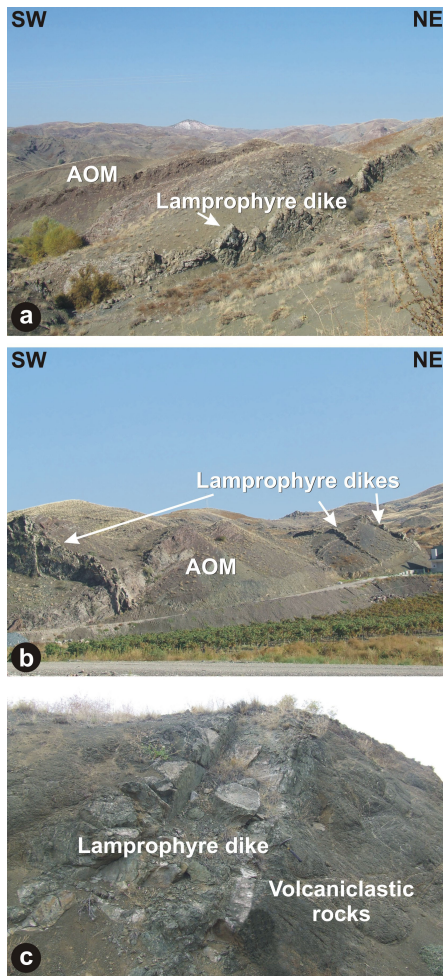 SW
NE
AOM
Lamprophyre dike
a
SW
NE
Lamprophyre dikes
AOM
b
Lamprophyre dike
Volcaniclastic
rocks
c